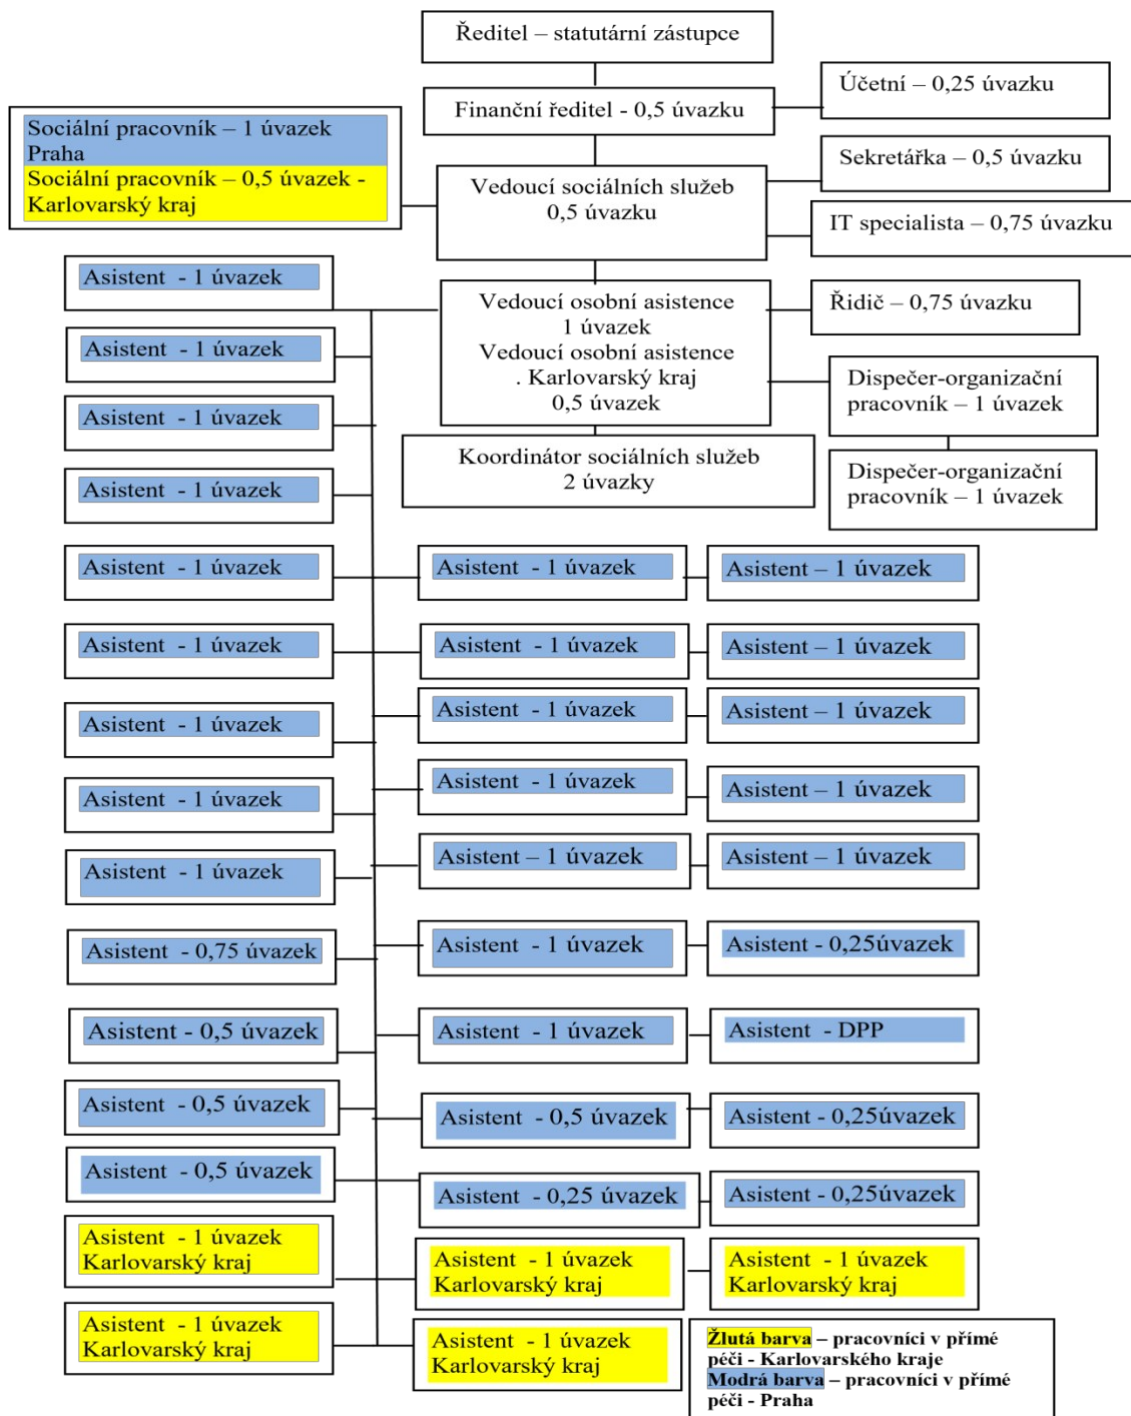 Ředitel – statutární zástupce
Finanční ředitel - 0,5 úvazku
Účetní – 0,25 úvazku
Sociální pracovník – 1 úvazek
Praha
Sociální pracovník – 0,5 úvazek -
Karlovarský kraj
Vedoucí sociálních služeb
0,5 úvazku
Sekretářka – 0,5 úvazku
IT specialista – 0,75 úvazku
Asistent - 1 úvazek
Vedoucí osobní asistence
1 úvazek
Vedoucí osobní asistence
. Karlovarský kraj
0,5 úvazek
Řidič – 0,75 úvazku
Asistent - 1 úvazek
Dispečer-organizační
pracovník – 1 úvazek
Asistent - 1 úvazek
Koordinátor sociálních služeb
2 úvazky
Dispečer-organizační
pracovník – 1 úvazek
Asistent - 1 úvazek
Asistent - 1 úvazek
Asistent - 1 úvazek
Asistent – 1 úvazek
Asistent - 1 úvazek
Asistent - 1 úvazek
Asistent – 1 úvazek
Asistent - 1 úvazek
Asistent - 1 úvazek
Asistent – 1 úvazek
Asistent - 1 úvazek
Asistent - 1 úvazek
Asistent – 1 úvazek
Asistent - 1 úvazek
Asistent – 1 úvazek
Asistent – 1 úvazek
Asistent - 0,75 úvazek
Asistent - 1 úvazek
Asistent - 0,25úvazek
Asistent - 0,5 úvazek
Asistent - 1 úvazek
Asistent - DPP
Asistent - 0,5 úvazek
Asistent - 0,5 úvazek
Asistent - 0,25úvazek
Asistent - 0,5 úvazek
Asistent - 0,25 úvazek
Asistent - 0,25úvazek
Asistent - 1 úvazek
Karlovarský kraj
Asistent - 1 úvazek
Karlovarský kraj
Asistent - 1 úvazek
Karlovarský kraj
Asistent - 1 úvazek
Karlovarský kraj
Asistent - 1 úvazek
Karlovarský kraj
Žlutá barva – pracovníci v přímé
péči - Karlovarského kraje
Modrá barva – pracovníci v přímé
péči - Praha